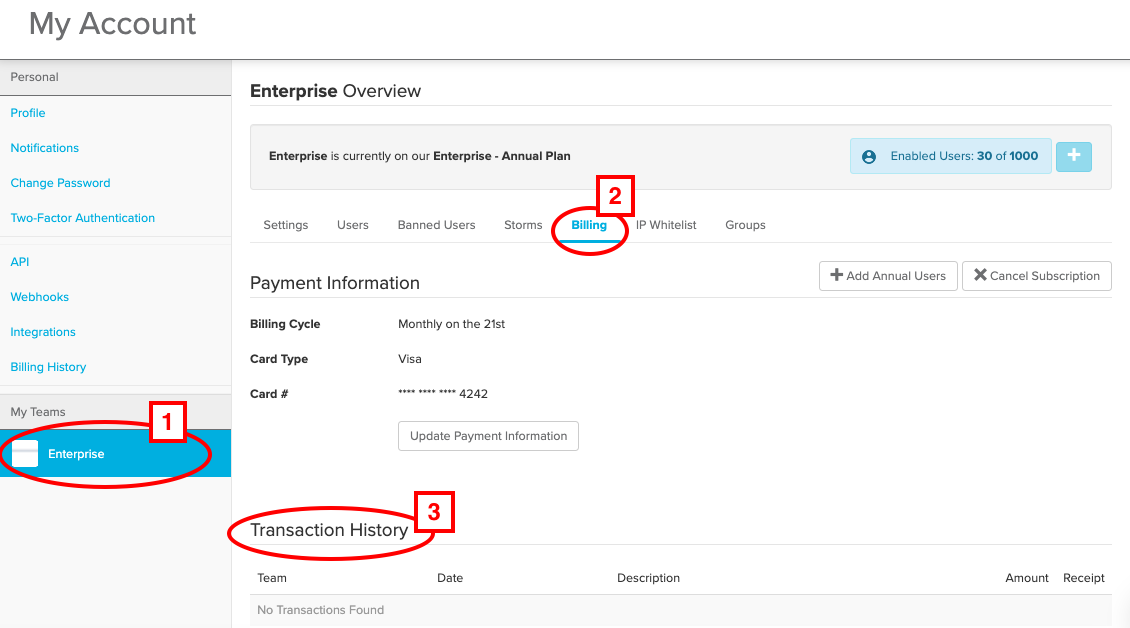 My Account
Personal
Profile
Notifications
Change Password
Two-Factor Authentication
API
Webhooks
Integrations
Billing History
My Teams
1
Enterprise
Enterprise Overview
Enterprise is currently on our Enterprise - Annual Plan
Enabled Users: 30 of 1000
2
Settings Users Banned Users Storms Billing IP Whitelist Groups
Payment Information
Add Annual Users
Cancel Subscription
Billing Cycle Monthly on the 21st
Card Type Visa
Card # **** **** **** 4242
Update Payment Information
3
Transaction History
Team Date Description Amount Receipt
No Transactions Found